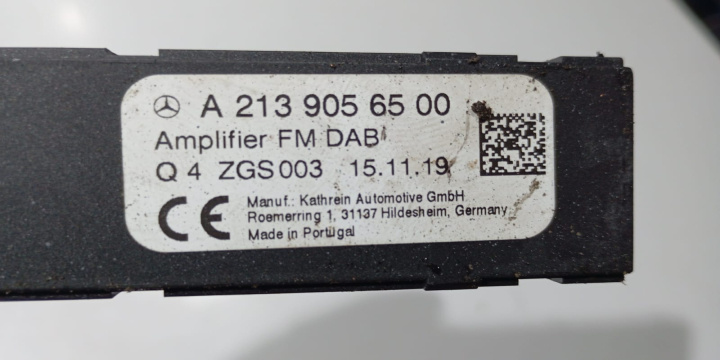 A 213 905 65 00
Amplifier FM DAB
Q 4 ZGS 003 15.11.19
CE
Manuf.: Kathrein Automotive GmbH
Roemerring 1, 31137 Hildesheim, Germany
Made in Portugal